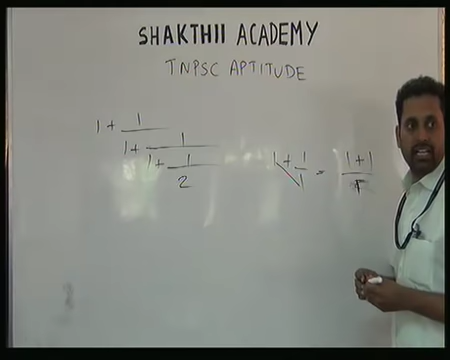 SHAKTHII ACADEMY
TNPSC APTITUDE
1 + 1
1 + 1
1 + 1
2
1 + 1 = 1 + 1
1